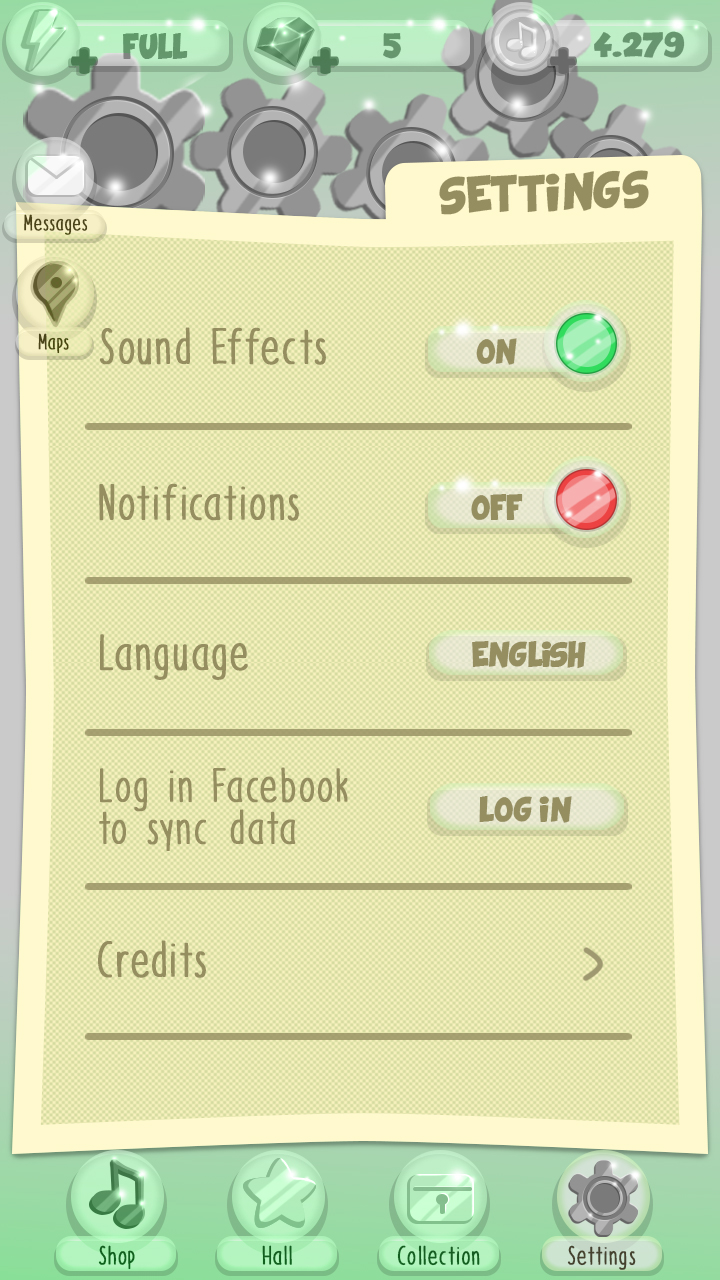 FULL
5
4.279
SETTINGS
Messages
Maps
Sound Effects
ON
Notifications
OFF
Language
ENGLISH
Log in Facebook
to sync data
LOG IN
Credits
Shop
Hall
Collection
Settings